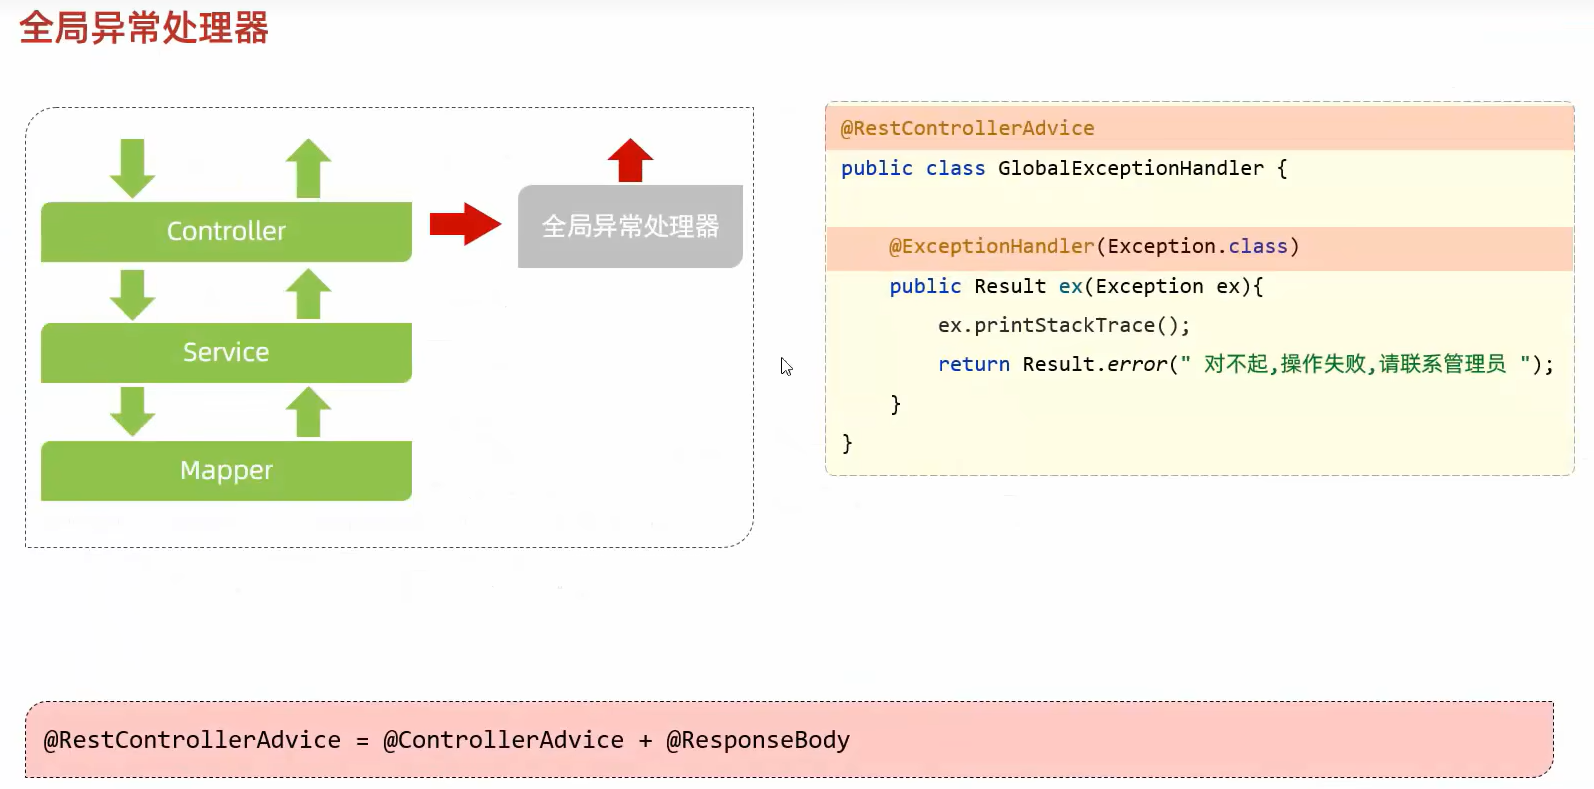 全局异常处理器
Controller
全局异常处理器
Service
Mapper
@RestControllerAdvice
public class GlobalExceptionHandler {
@ExceptionHandler(Exception.class)
public Result ex(Exception ex){
ex.printStackTrace();
return Result.error(" 对不起,操作失败,请联系管理员 ");
}
}
@RestControllerAdvice = @ControllerAdvice + @ResponseBody